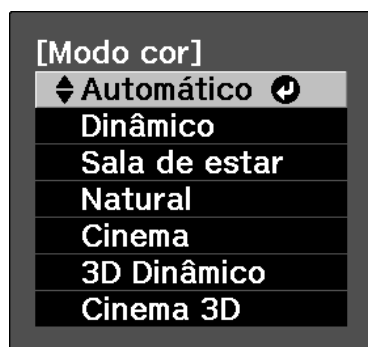 [Modo cor]
Automático
Dinâmico
Sala de estar
Natural
Cinema
3D Dinâmico
Cinema 3D